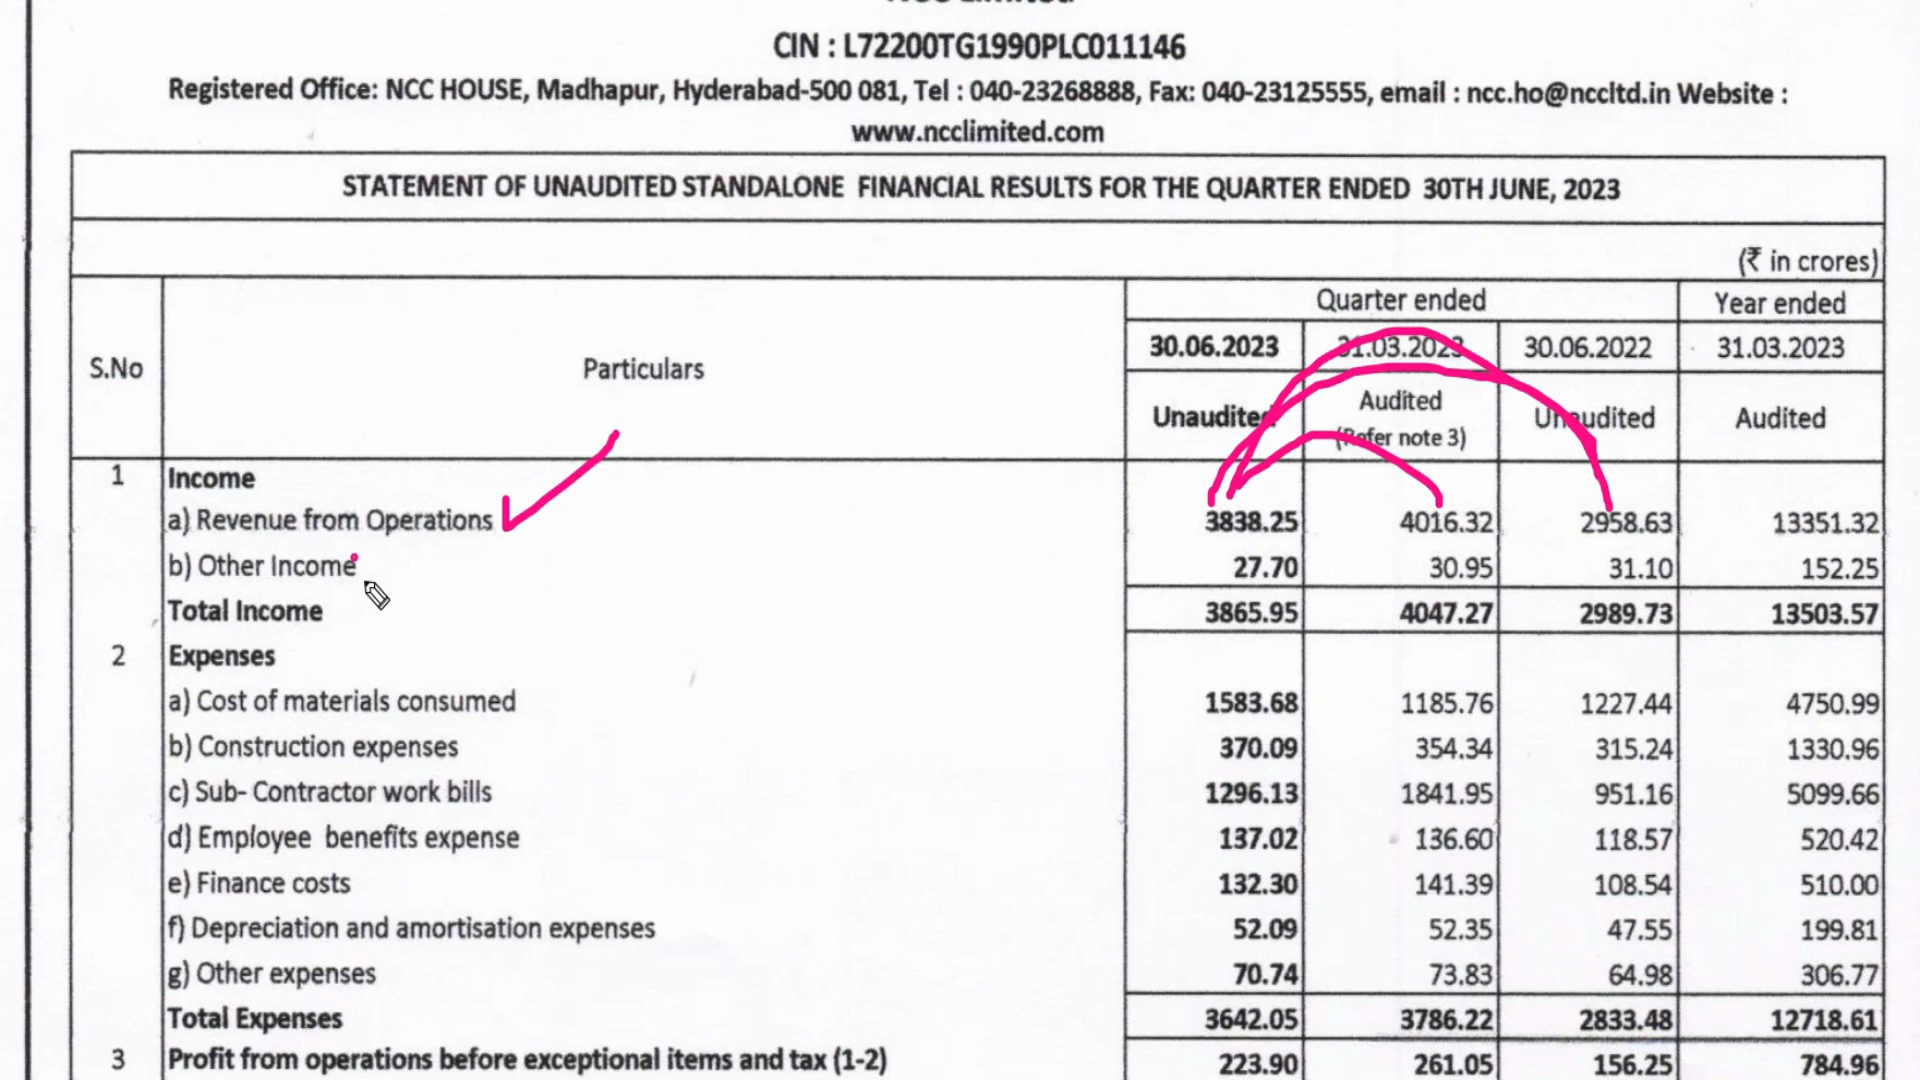 CIN : L72200TG1990PLC011146
Registered Office: NCC HOUSE, Madhapur, Hyderabad-500 081, Tel : 040-23268888, Fax: 040-23125555, email : ncc.ho@nccltd.in Website :
www.ncclimited.com
STATEMENT OF UNAUDITED STANDALONE FINANCIAL RESULTS FOR THE QUARTER ENDED 30TH JUNE, 2023
(₹ in crores)
S.No Particulars Quarter ended Year ended
30.06.2023 31.03.2023 30.06.2022 31.03.2023
Unaudited Audited (Refer note 3) Unaudited Audited
1 Income
a) Revenue from Operations 3838.25 4016.32 2958.63 13351.32
b) Other Income 27.70 30.95 31.10 152.25
Total Income 3865.95 4047.27 2989.73 13503.57
2 Expenses
a) Cost of materials consumed 1583.68 1185.76 1227.44 4750.99
b) Construction expenses 370.09 354.34 315.24 1330.96
c) Sub- Contractor work bills 1296.13 1841.95 951.16 5099.66
d) Employee benefits expense 137.02 136.60 118.57 520.42
e) Finance costs 132.30 141.39 108.54 510.00
f) Depreciation and amortisation expenses 52.09 52.35 47.55 199.81
g) Other expenses 70.74 73.83 64.98 306.77
Total Expenses 3642.05 3786.22 2833.48 12718.61
3 Profit from operations before exceptional items and tax (1-2) 223.90 261.05 156.25 784.96